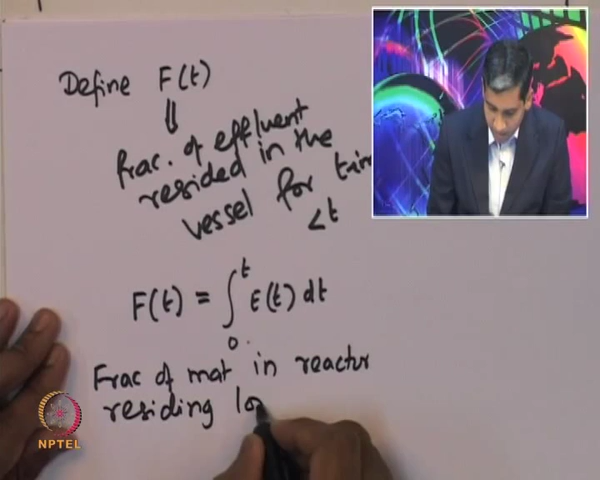 Define F(t)
⇓
frac. of effluent
resided in the
vessel for tim
<t
F(t) = ∫₀ᵗ E(t) dt
Frac of mat in reactor
residing lo
NPTEL